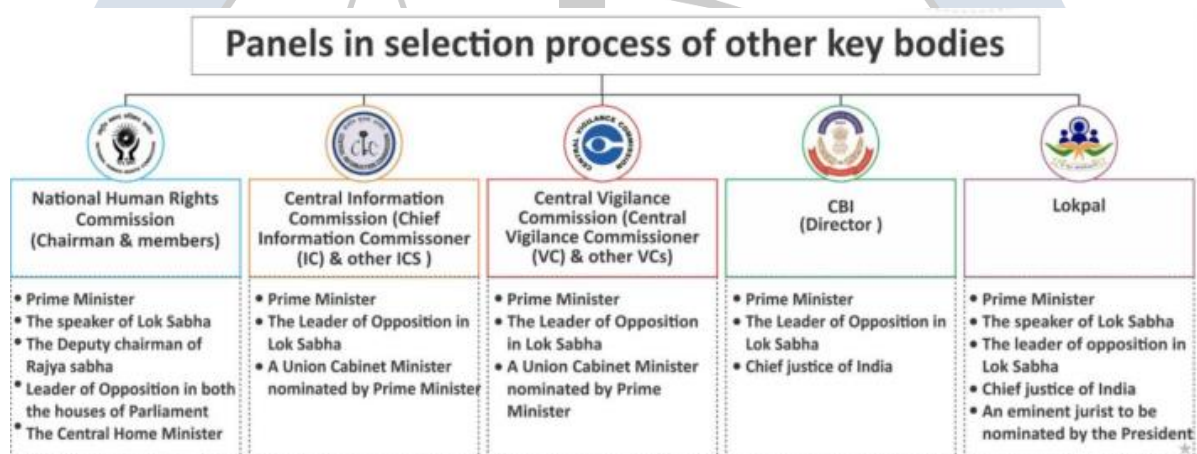 Panels in selection process of other key bodies
CENTRAL VIGILANCE COMMISSION
National Human Rights
Commission
(Chairman & members)
• Prime Minister
• The speaker of Lok Sabha
• The Deputy chairman of
Rajya sabha
• Leader of Opposition in both
the houses of Parliament
• The Central Home Minister
Central Information
Commission (Chief
Information Commissoner
(IC) & other ICS )
• Prime Minister
• The Leader of Opposition in
Lok Sabha
• A Union Cabinet Minister
nominated by Prime Minister
Central Vigilance
Commission (Central
Vigilance Commissioner
(VC) & other VCs)
• Prime Minister
• The Leader of Opposition
in Lok Sabha
• A Union Cabinet Minister
nominated by Prime
Minister
CBI
(Director )
• Prime Minister
• The Leader of Opposition in
Lok Sabha
• Chief justice of India
Lokpal
• Prime Minister
• The speaker of Lok Sabha
• The leader of opposition in
Lok Sabha
• Chief justice of India
• An eminent jurist to be
nominated by the President